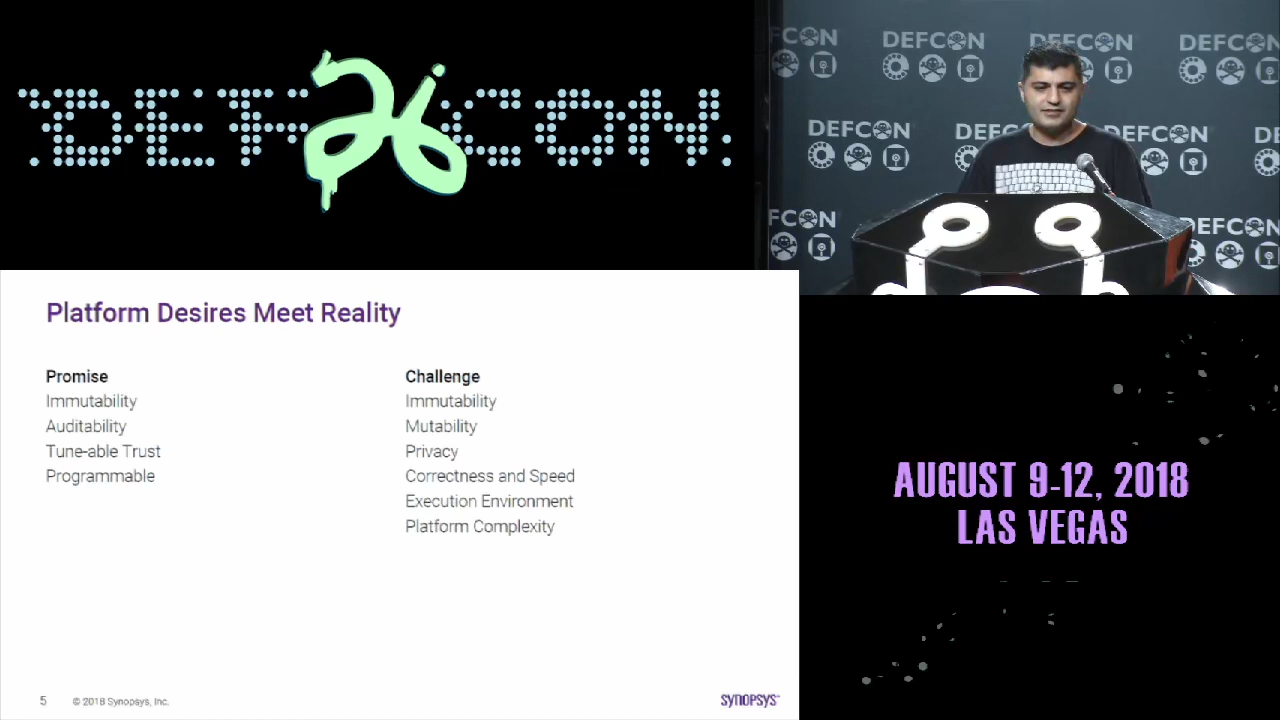 DEFCON
26
DEFCON
DEFCON
DEFCON
DEFCON
DEFCON
DEFCON
DEFCON
Platform Desires Meet Reality
Promise
Immutability
Auditability
Tune-able Trust
Programmable
Challenge
Immutability
Mutability
Privacy
Correctness and Speed
Execution Environment
Platform Complexity
5
© 2018 Synopsys, Inc.
SYNOPSYS
AUGUST 9-12, 2018
LAS VEGAS